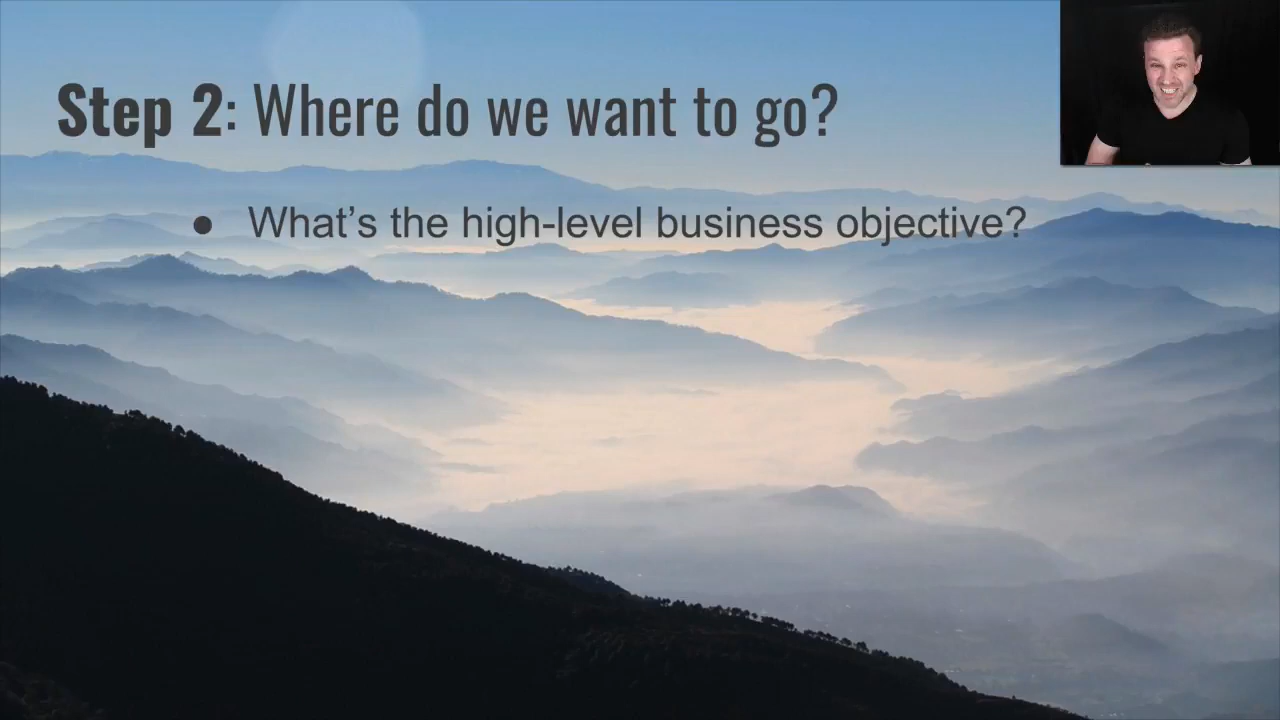 Step 2: Where do we want to go?
● What’s the high-level business objective?